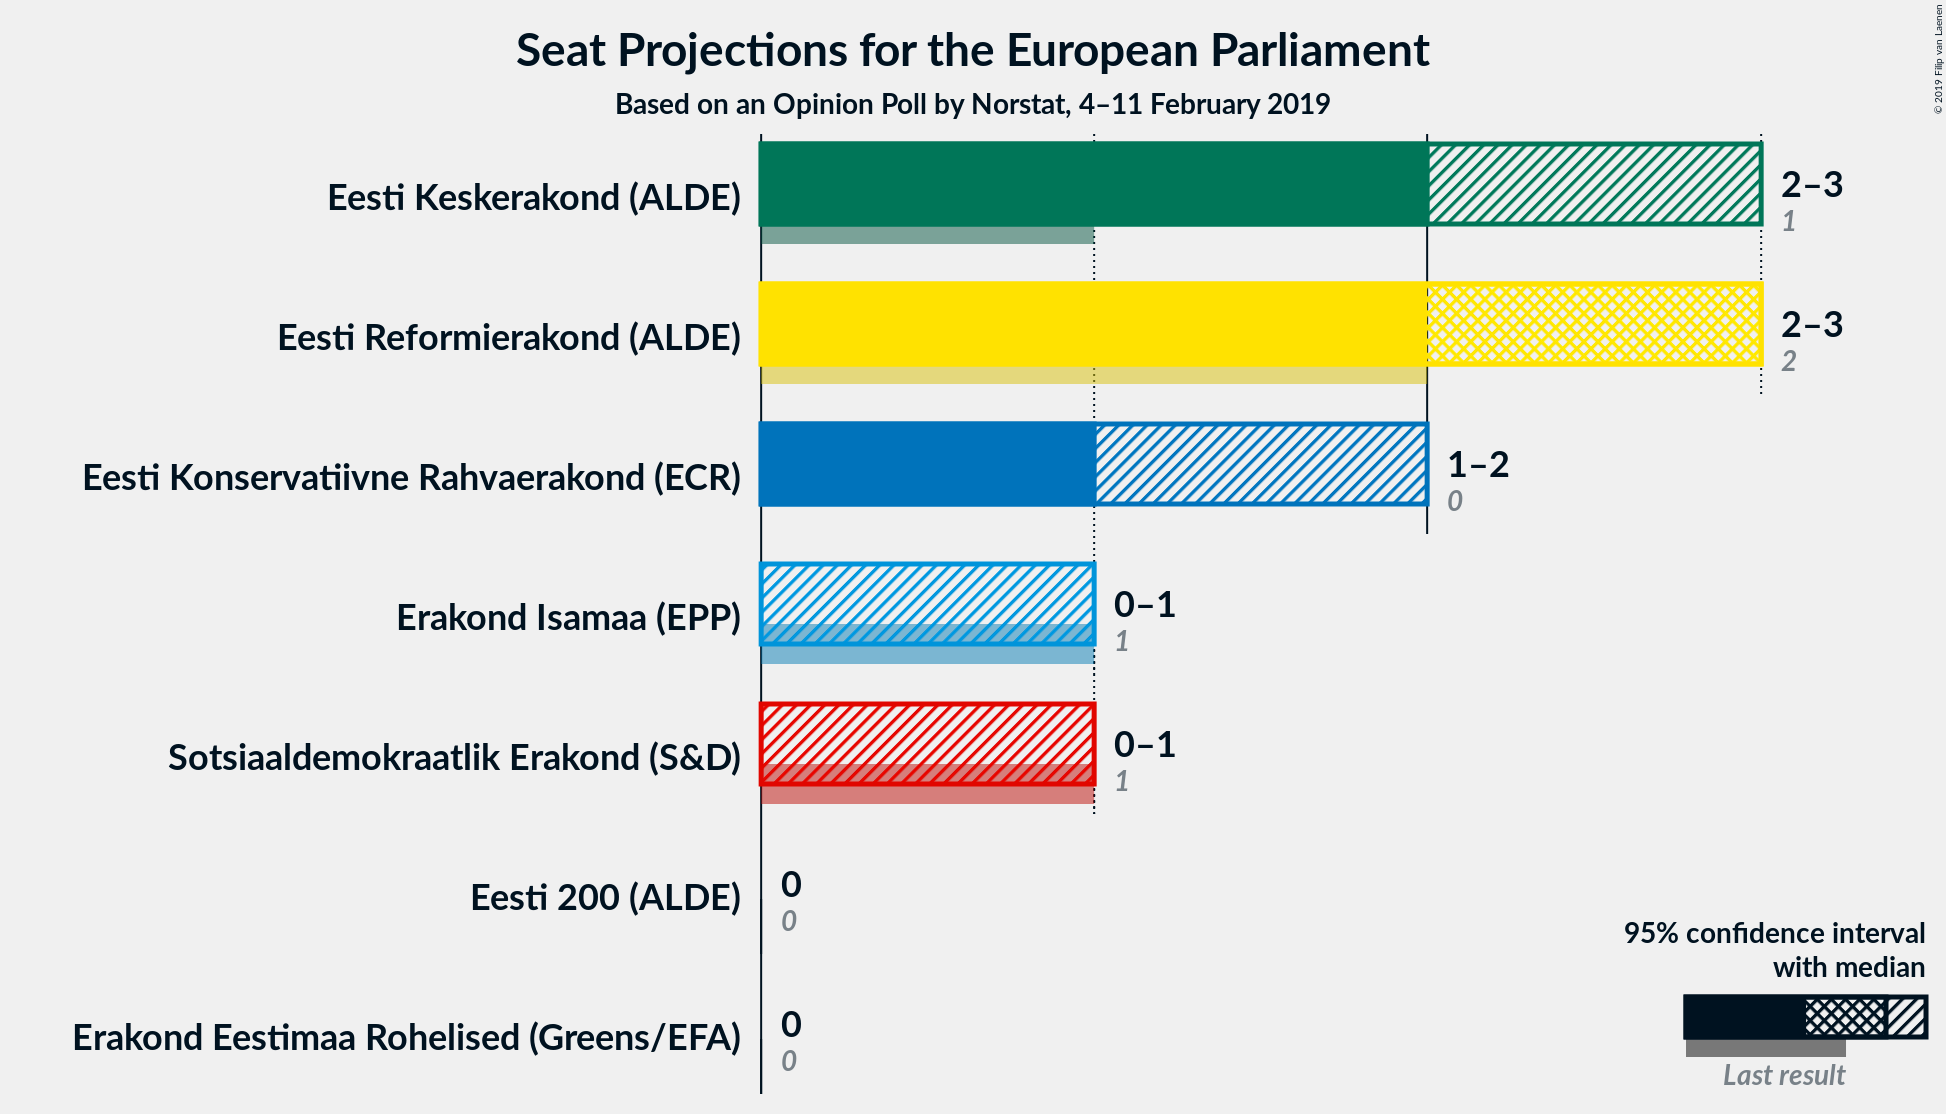 Seat Projections for the European Parliament
Based on an Opinion Poll by Norstat, 4–11 February 2019
© 2019 Filip van Laenen
Eesti Keskerakond (ALDE)
2–3
1
Eesti Reformierakond (ALDE)
2–3
2
Eesti Konservatiivne Rahvaerakond (ECR)
1–2
0
Erakond Isamaa (EPP)
0–1
1
Sotsiaaldemokraatlik Erakond (S&D)
0–1
1
Eesti 200 (ALDE)
0
0
Erakond Eestimaa Rohelised (Greens/EFA)
0
0
95% confidence interval
with median
Last result